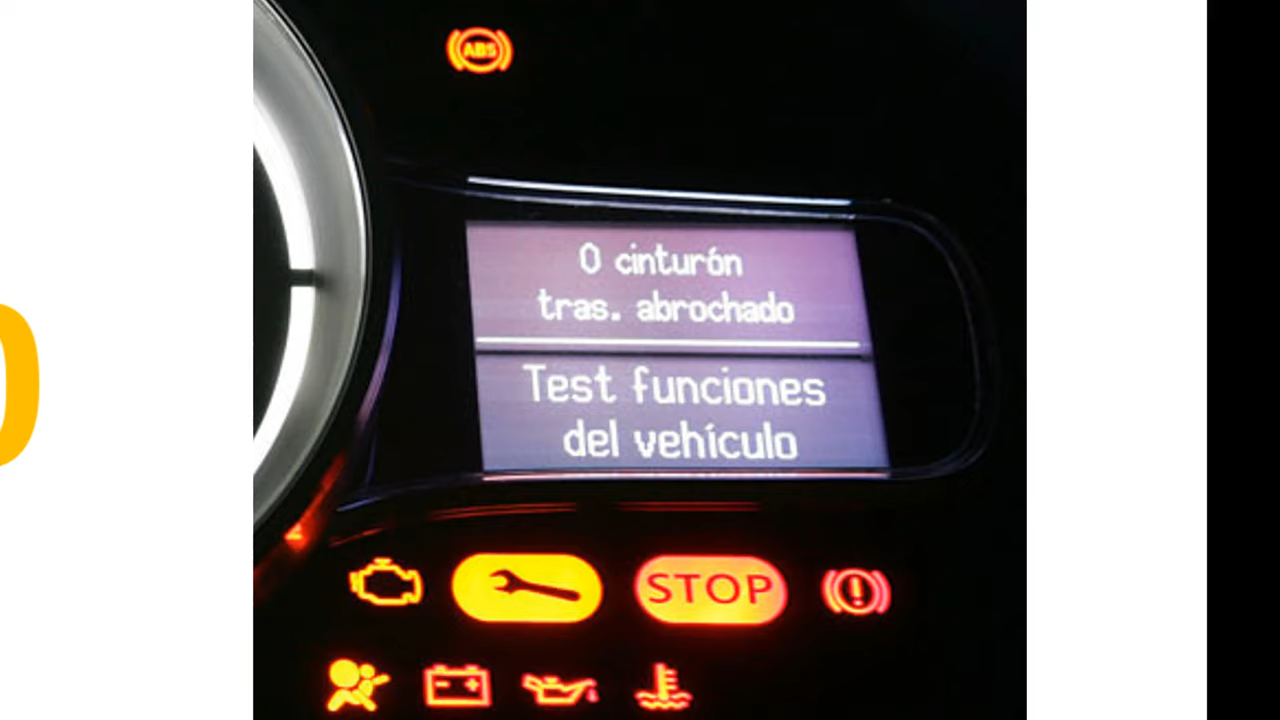 ABS
0 cinturón
tras. abrochado
Test funciones
del vehículo
STOP